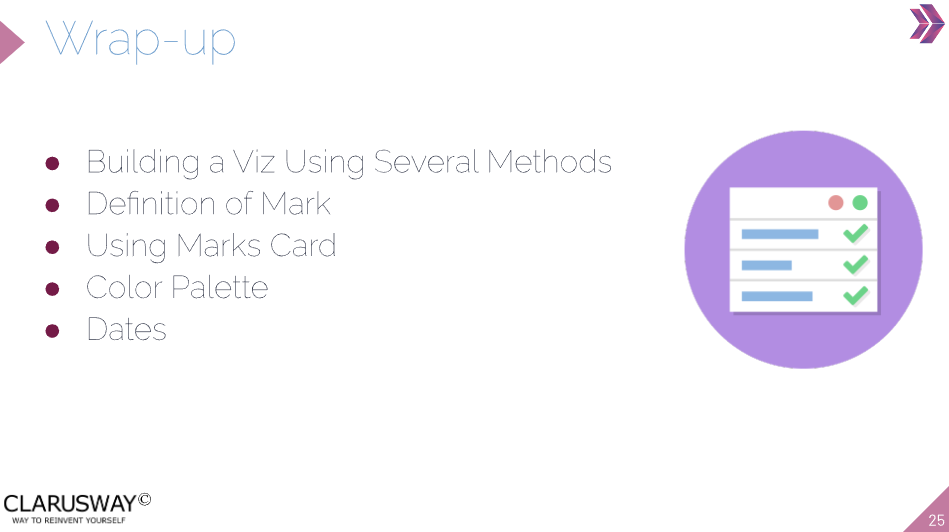 Wrap-up
● Building a Viz Using Several Methods
● Definition of Mark
● Using Marks Card
● Color Palette
● Dates
CLARUSWAY©
WAY TO REINVENT YOURSELF
25